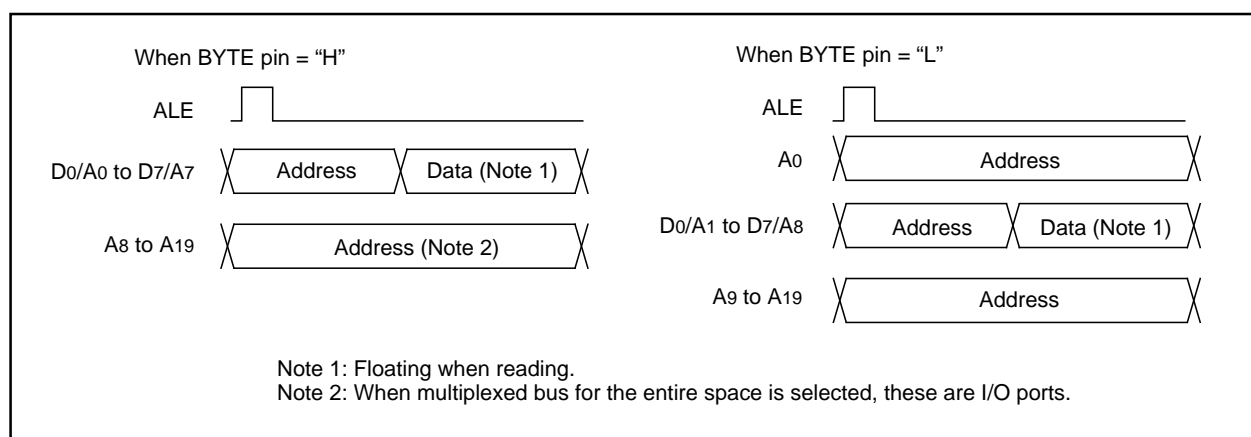 When BYTE pin = “H”
ALE
D0/A0 to D7/A7
Address
Data (Note 1)
A8 to A19
Address (Note 2)
When BYTE pin = “L”
ALE
A0
Address
D0/A1 to D7/A8
Address
Data (Note 1)
A9 to A19
Address
Note 1: Floating when reading.
Note 2: When multiplexed bus for the entire space is selected, these are I/O ports.